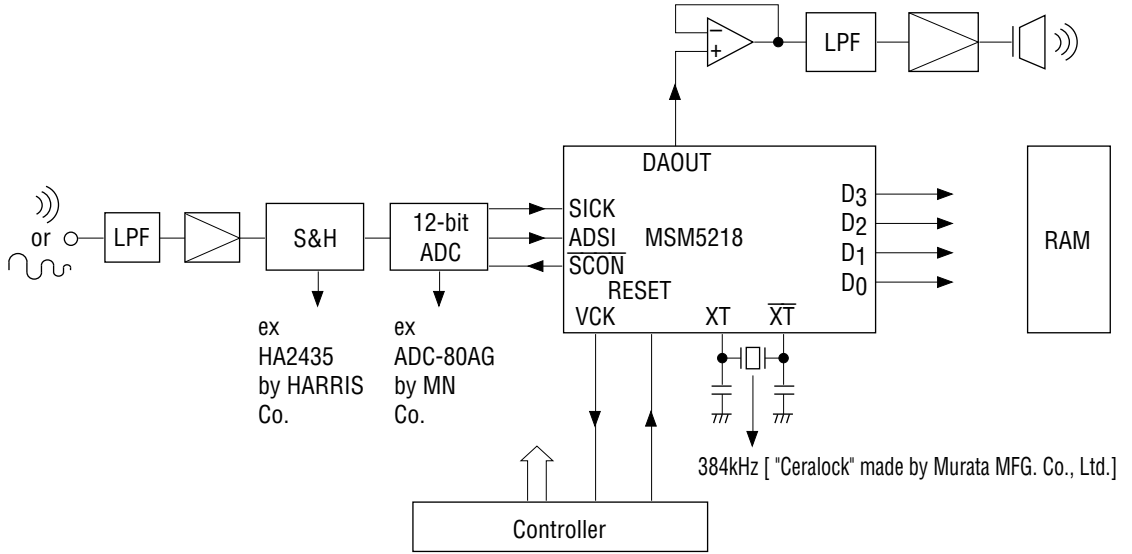 LPF
− +
DAOUT
or
LPF
S&H
12-bit
ADC
SICK
ADSI
SCON
MSM5218
RESET
VCK
XT
XT
D3
D2
D1
D0
RAM
ex
HA2435
by HARRIS
Co.
ex
ADC-80AG
by MN
Co.
384kHz [ "Ceralock" made by Murata MFG. Co., Ltd.]
Controller